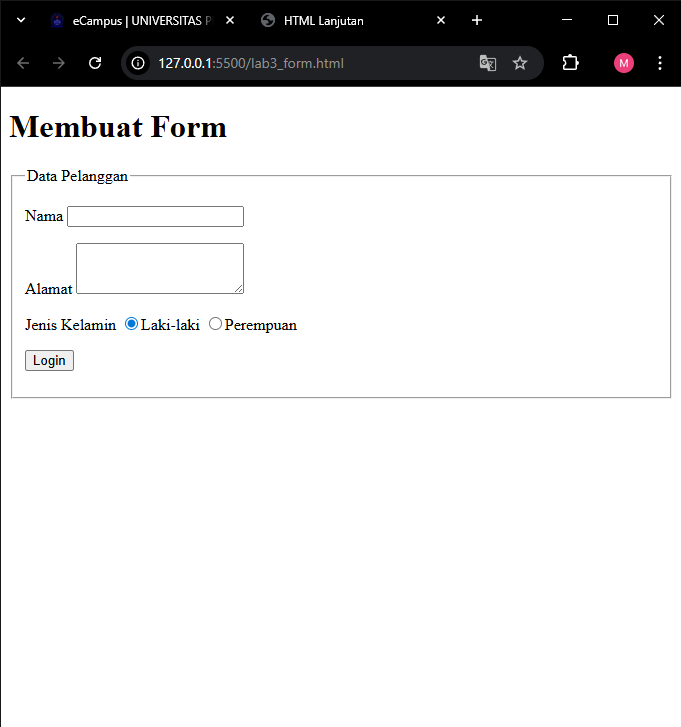 eCampus | UNIVERSITAS P
HTML Lanjutan
127.0.0.1:5500/lab3_form.html
M
Membuat Form
Data Pelanggan
Nama
Alamat
Jenis Kelamin Laki-laki Perempuan
Login